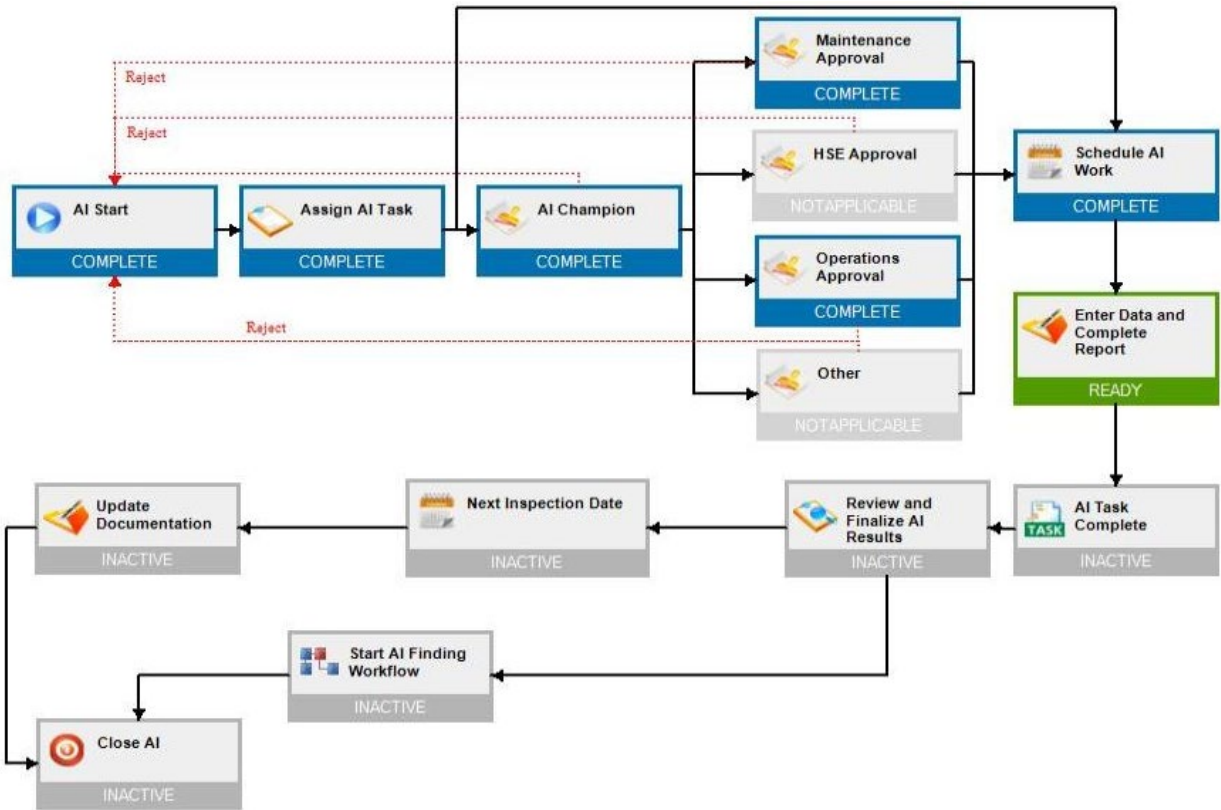 Maintenance
Approval
COMPLETE
Reject
Reject
HSE Approval
NOTAPPLICABLE
Schedule AI
Work
COMPLETE
AI Start
COMPLETE
Assign AI Task
COMPLETE
AI Champion
COMPLETE
Operations
Approval
COMPLETE
Reject
Other
NOTAPPLICABLE
Enter Data and
Complete
Report
READY
Update
Documentation
INACTIVE
Next Inspection Date
INACTIVE
Review and
Finalize AI
Results
INACTIVE
TASK
AI Task
Complete
INACTIVE
Start AI Finding
Workflow
INACTIVE
Close AI
INACTIVE